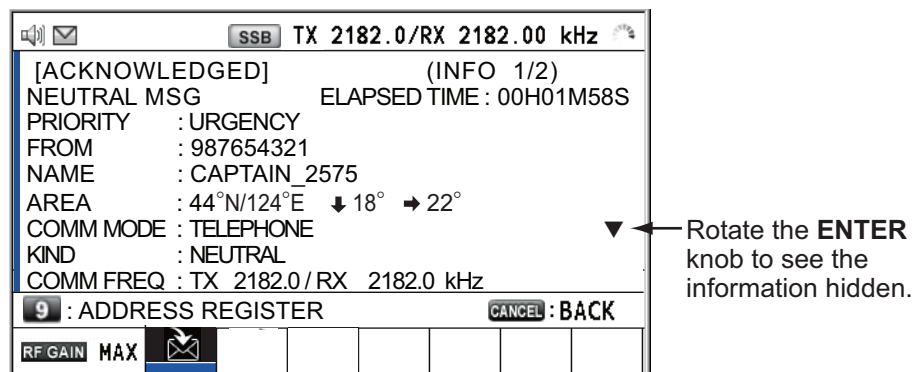 SSB TX 2182.0/RX 2182.00 kHz
[ACKNOWLEDGED] (INFO 1/2)
NEUTRAL MSG ELAPSED TIME : 00H01M58S
PRIORITY : URGENCY
FROM : 987654321
NAME : CAPTAIN_2575
AREA : 44°N/124°E ⬇ 18° ➡ 22°
COMM MODE : TELEPHONE ▼
KIND : NEUTRAL
COMM FREQ : TX 2182.0 / RX 2182.0 kHz
9 : ADDRESS REGISTER CANCEL : BACK
RF GAIN MAX
Rotate the ENTER
knob to see the
information hidden.